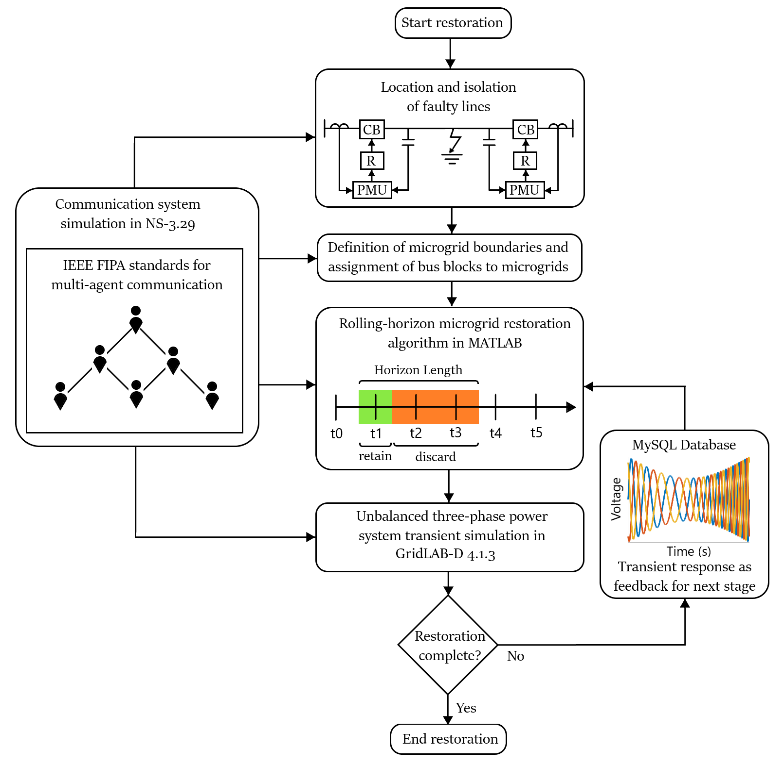 Start restoration
Location and isolation
of faulty lines
CB
CB
R
R
PMU
PMU
Communication system
simulation in NS-3.29
IEEE FIPA standards for
multi-agent communication
Definition of microgrid boundaries and
assignment of bus blocks to microgrids
Rolling-horizon microgrid restoration
algorithm in MATLAB
Horizon Length
t0
t1
t2
t3
t4
t5
retain
discard
MySQL Database
Voltage
Time (s)
Transient response as
feedback for next stage
Unbalanced three-phase power
system transient simulation in
GridLAB-D 4.1.3
Restoration
complete?
No
Yes
End restoration